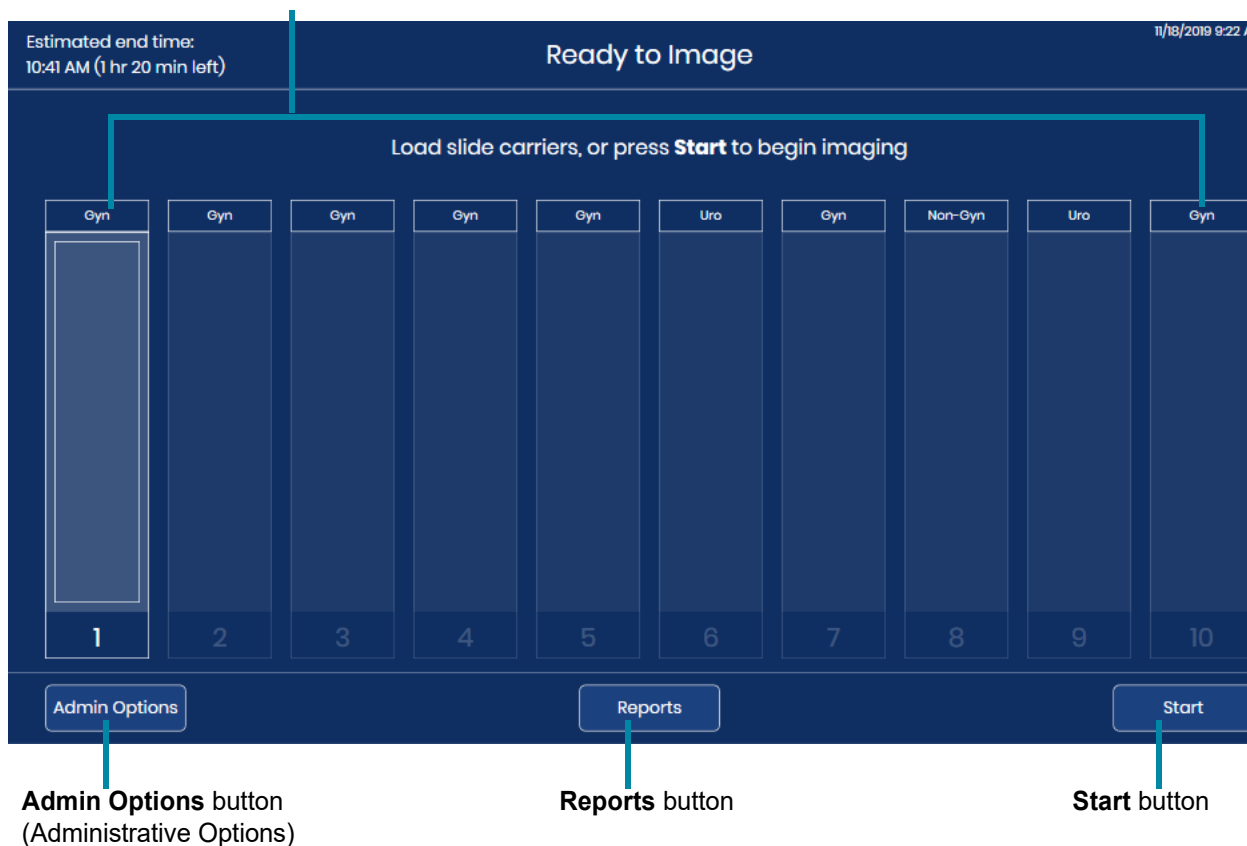 Estimated end time:
10:41 AM (1 hr 20 min left)
Ready to Image
11/18/2019 9:22
Load slide carriers, or press Start to begin imaging
Gyn Gyn Gyn Gyn Gyn Uro Gyn Non-Gyn Uro Gyn
1 2 3 4 5 6 7 8 9 10
Admin Options Reports Start
Admin Options button Reports button Start button
(Administrative Options)